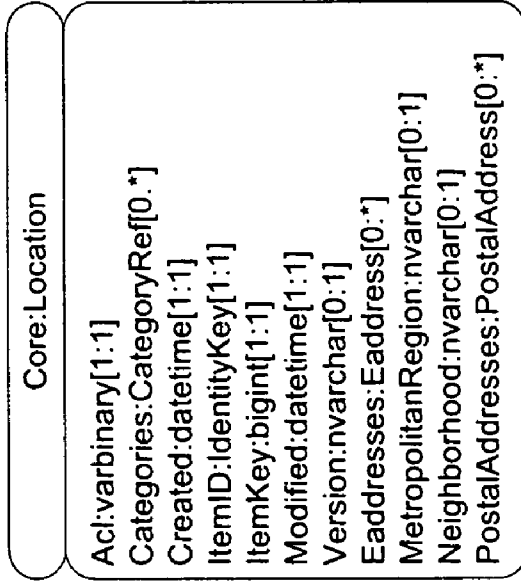 Core:Location
Acl:varbinary[1:1]
Categories:CategoryRef[0.*]
Created:datetime[1:1]
ItemID:IdentityKey[1:1]
ItemKey:bigint[1:1]
Modified:datetime[1:1]
Version:nvarchar[0:1]
Eaddresses:Eaddress[0:*]
MetropolitanRegion:nvarchar[0:1]
Neighborhood:nvarchar[0:1]
PostalAddresses:PostalAddress[0:*]